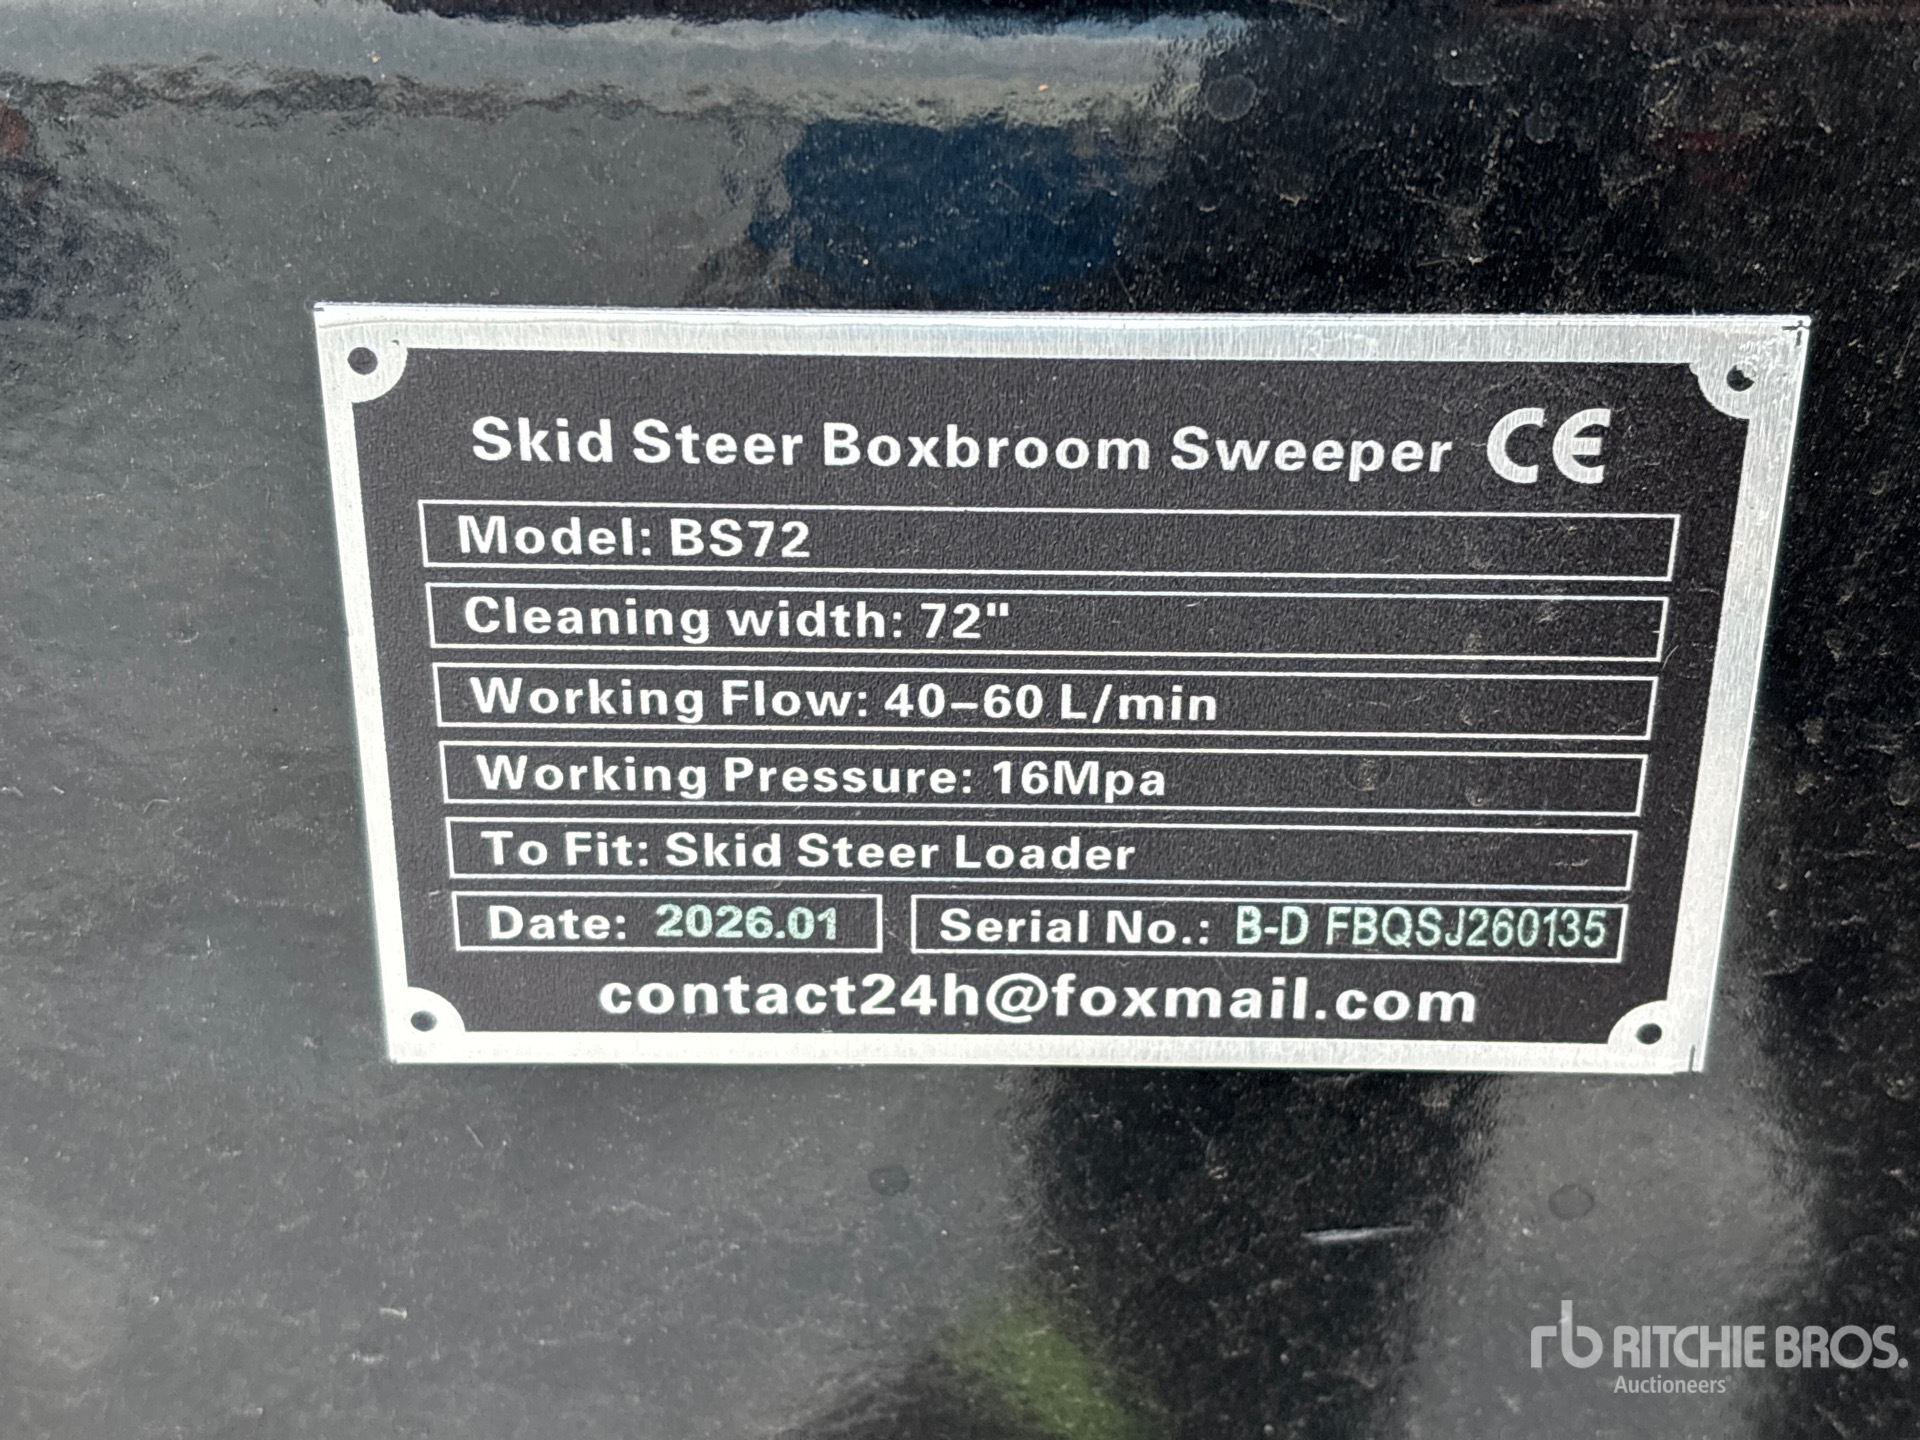 Skid Steer Boxbroom Sweeper CE
Model: BS72
Cleaning width: 72"
Working Flow: 40–60 L/min
Working Pressure: 16Mpa
To Fit: Skid Steer Loader
Date: 2026.01 Serial No.: B-D FBQSJ260135
contact24h@foxmail.com
rb RITCHIE BROS.
Auctioneers